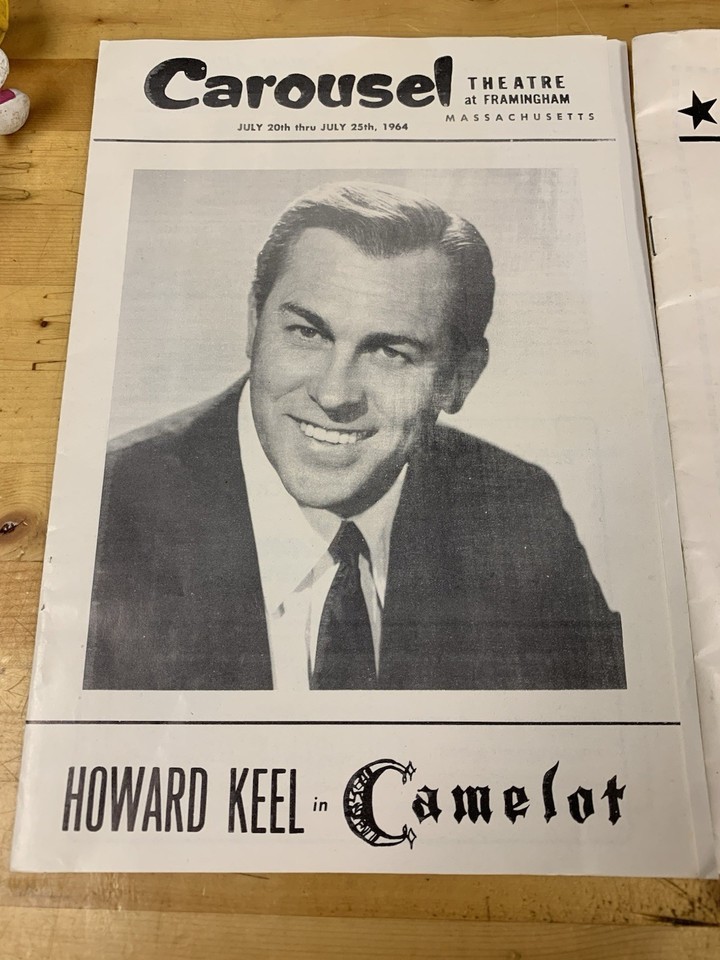 Carousel THEATRE
at FRAMINGHAM
MASSACHUSETTS
JULY 20th thru JULY 25th, 1964
HOWARD KEEL in Camelot